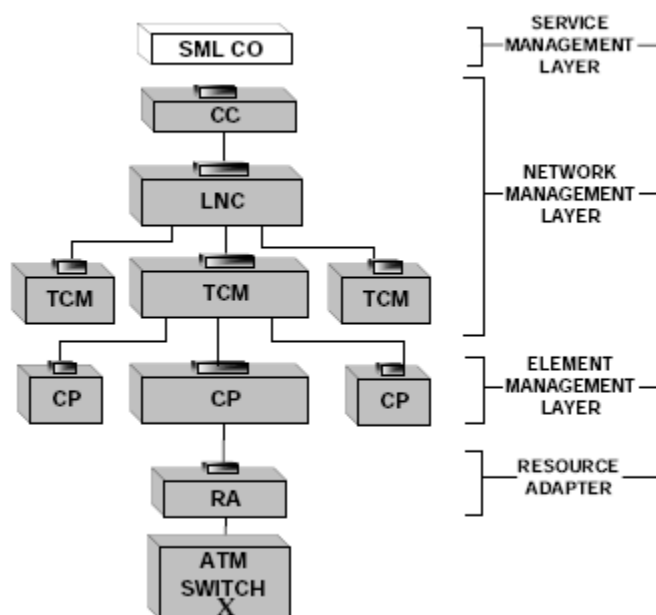 SML CO
SERVICE
MANAGEMENT
LAYER
CC
LNC
NETWORK
MANAGEMENT
LAYER
TCM
TCM
TCM
CP
CP
CP
ELEMENT
MANAGEMENT
LAYER
RA
RESOURCE
ADAPTER
ATM
SWITCH
X